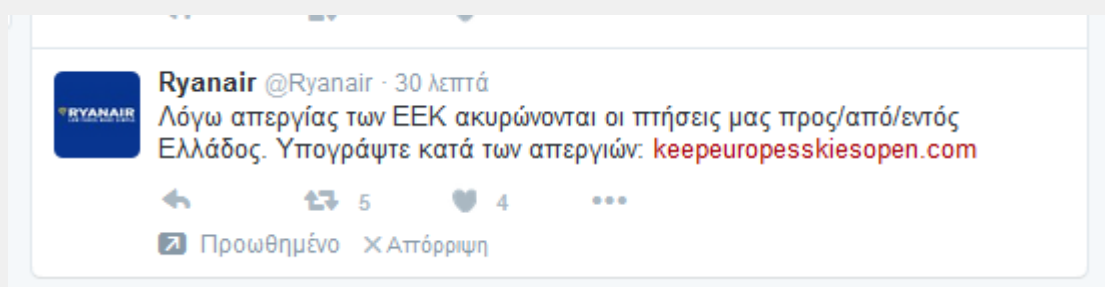 Ryanair @Ryanair · 30 λεπτά
Λόγω απεργίας των ΕΕΚ ακυρώνονται οι πτήσεις μας προς/από/εντός
Ελλάδος. Υπογράψτε κατά των απεργιών: keepeuropesskiesopen.com
RYANAIR
5 4
Προωθημένο Απόρριψη